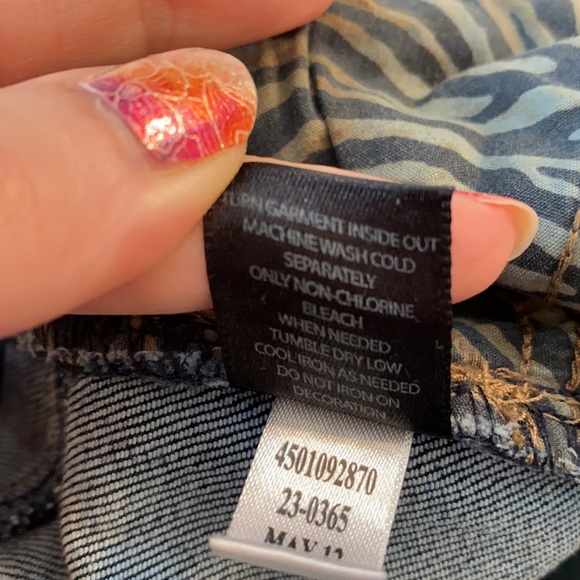 TURN GARMENT INSIDE OUT
MACHINE WASH COLD
SEPARATELY
ONLY NON-CHLORINE
BLEACH
WHEN NEEDED
TUMBLE DRY LOW
COOL IRON AS NEEDED
DO NOT IRON ON
DECORATION
4501092870
23-0365
MAY